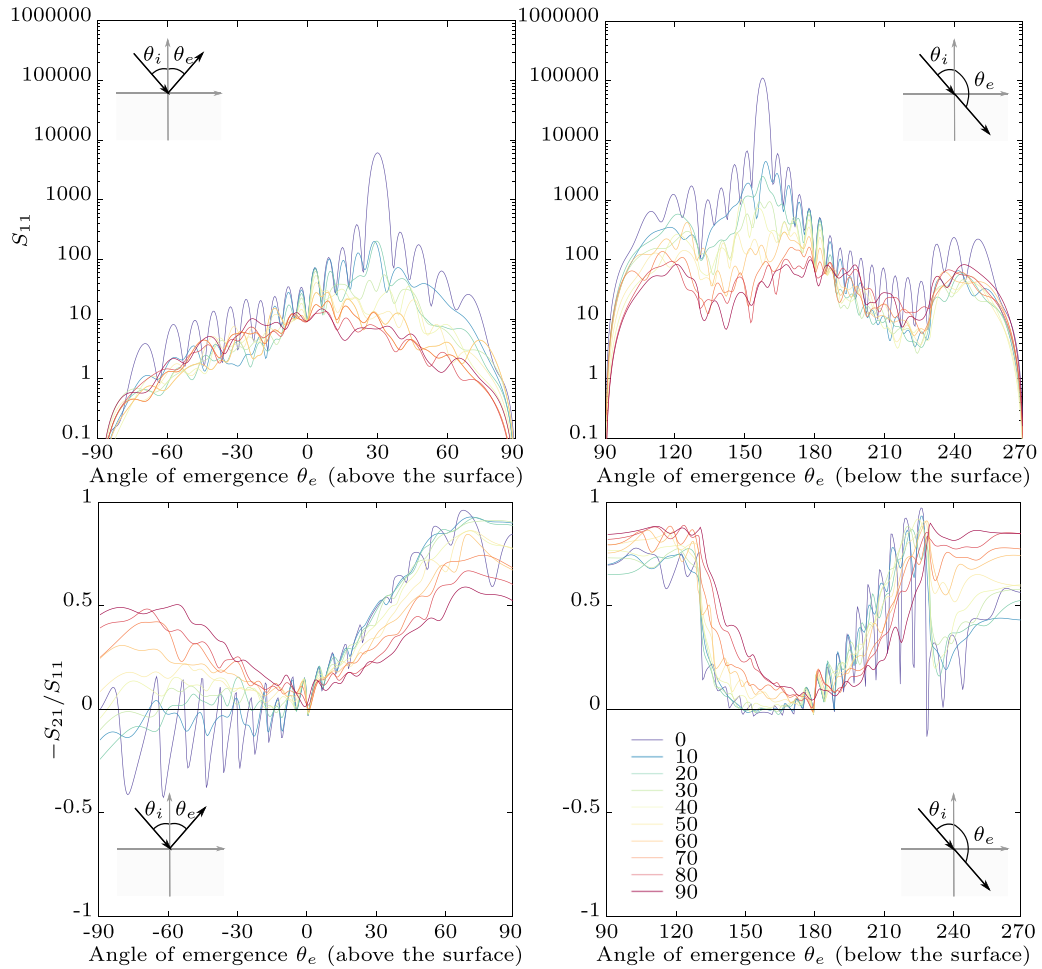 1000000
100000
10000
1000
100
10
1
0.1
S11
θi θe
-90 -60 -30 0 30 60 90
Angle of emergence θe (above the surface)
1000000
100000
10000
1000
100
10
1
0.1
θi
θe
90 120 150 180 210 240 270
Angle of emergence θe (below the surface)
1
0.5
0
-0.5
-1
−S21/S11
θi θe
-90 -60 -30 0 30 60 90
Angle of emergence θe (above the surface)
1
0.5
0
-0.5
-1
0
10
20
30
40
50
60
70
80
90
θi
θe
90 120 150 180 210 240 270
Angle of emergence θe (below the surface)